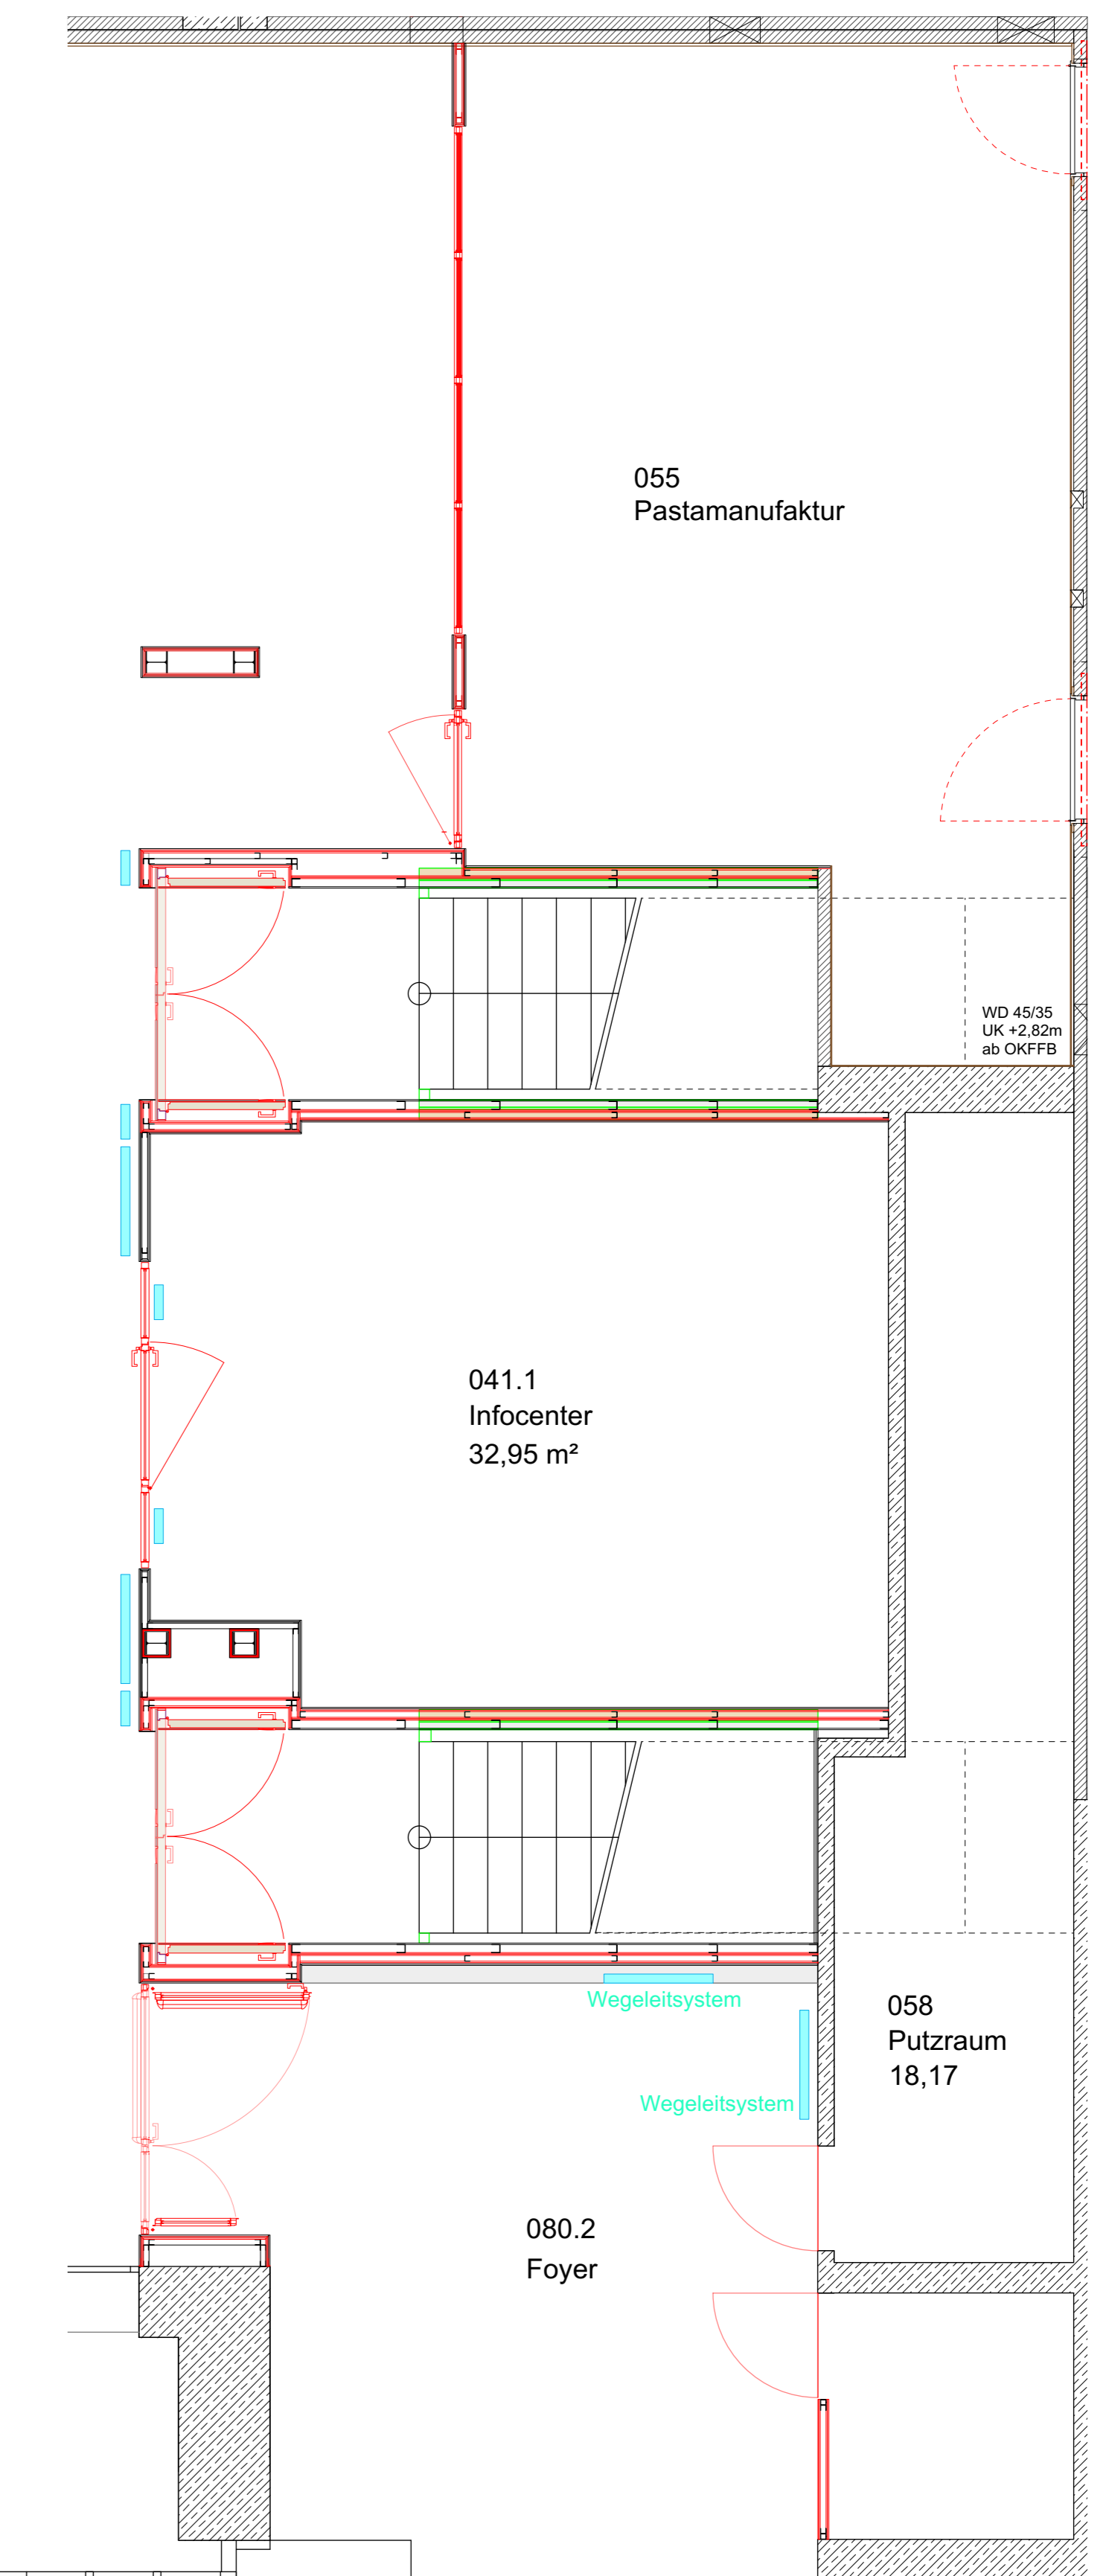 055
Pastamanufaktur
WD 45/35
UK +2,82m
ab OKFFB
041.1
Infocenter
32,95 m²
Wegeleitsystem
058
Putzraum
18,17
Wegeleitsystem
080.2
Foyer